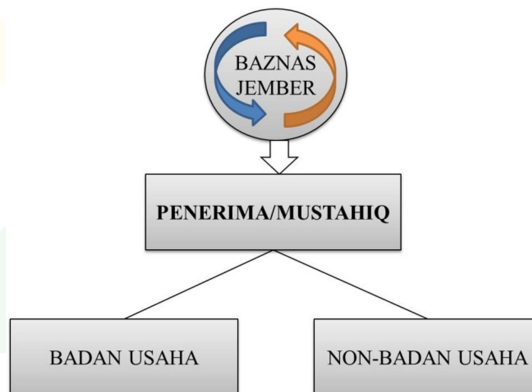 BAZNAS
JEMBER
PENERIMA/MUSTAHIQ
BADAN USAHA
NON-BADAN USAHA